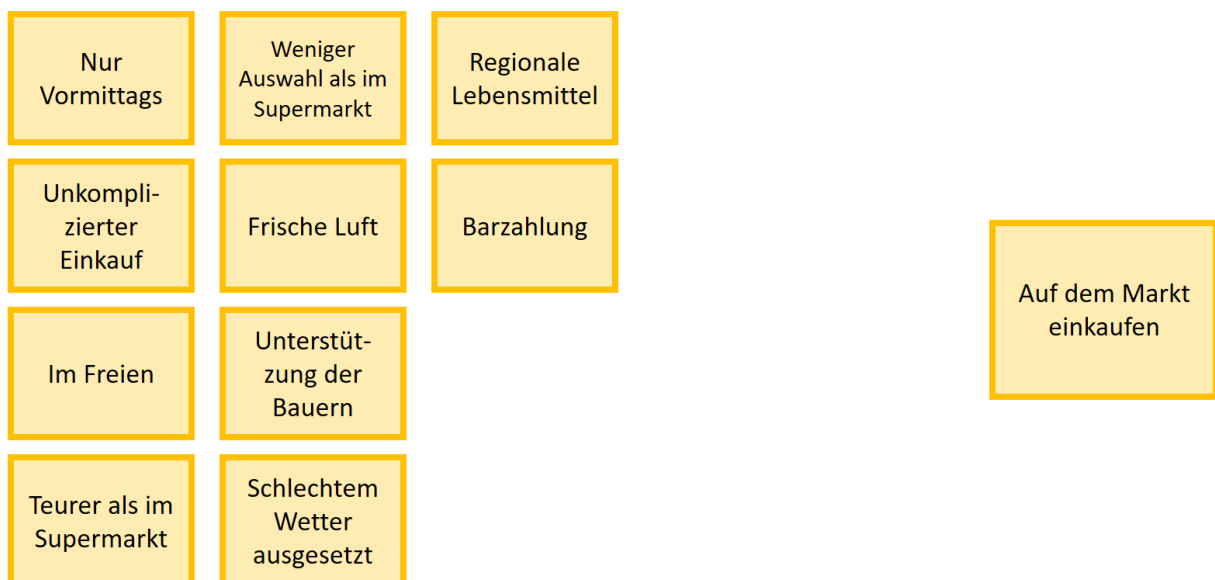 Nur
Vormittags
Weniger
Auswahl als im
Supermarkt
Regionale
Lebensmittel
Unkompli-
zierter
Einkauf
Frische Luft
Barzahlung
Auf dem Markt
einkaufen
Im Freien
Unterstüt-
zung der
Bauern
Teurer als im
Supermarkt
Schlechtem
Wetter
ausgesetzt